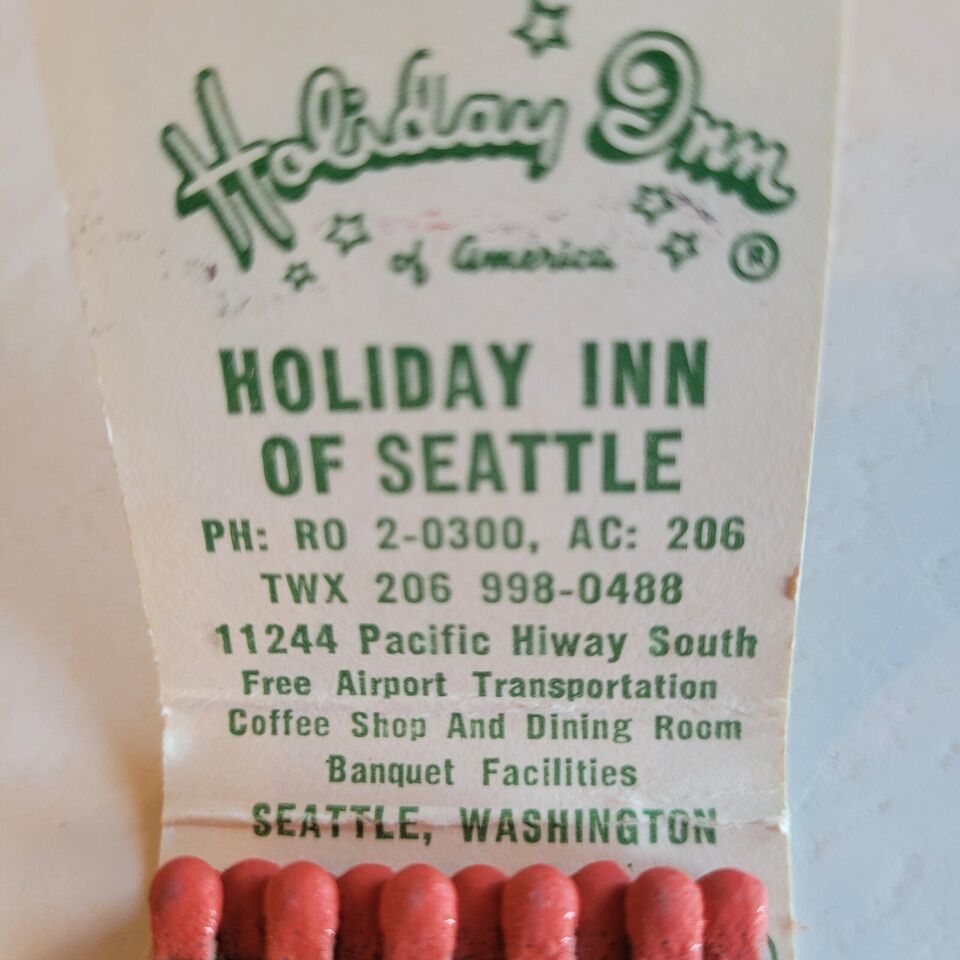 Holiday Inn
of America ®
HOLIDAY INN
OF SEATTLE
PH: RO 2-0300, AC: 206
TWX 206 998-0488
11244 Pacific Hiway South
Free Airport Transportation
Coffee Shop And Dining Room
Banquet Facilities
SEATTLE, WASHINGTON